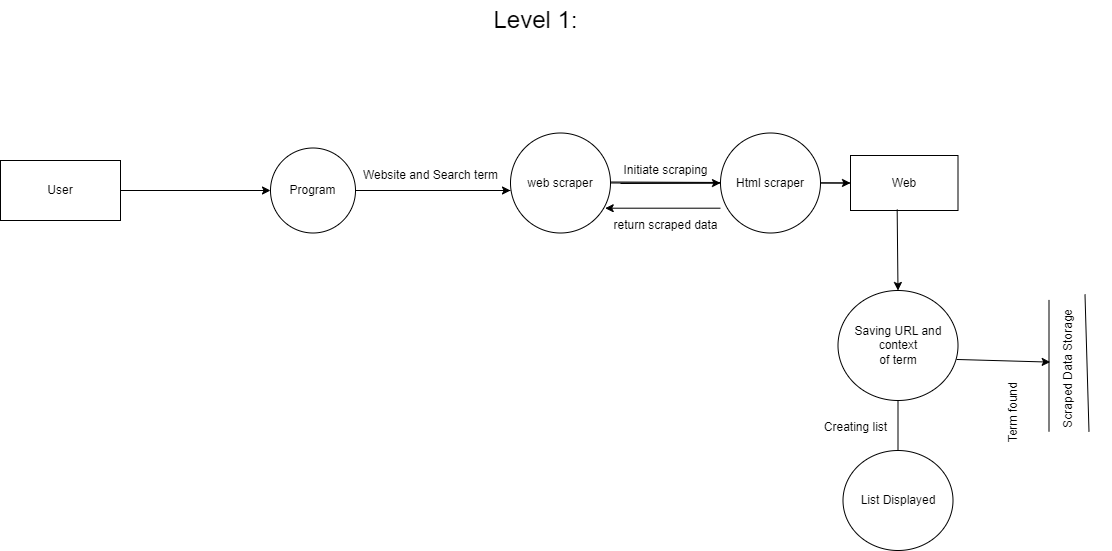 Level 1:
User
Program
Website and Search term
web scraper
Initiate scraping
return scraped data
Html scraper
Web
Saving URL and
context
of term
Term found
Scraped Data Storage
Creating list
List Displayed